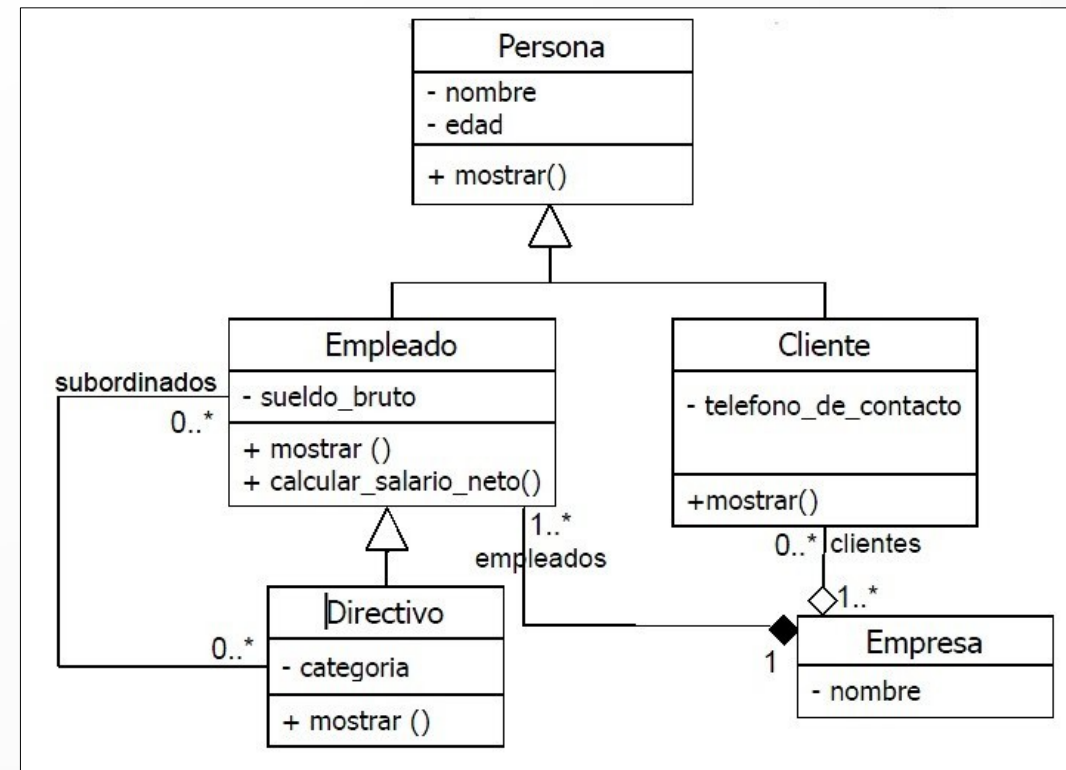 Persona
- nombre
- edad
+ mostrar()
Empleado
- sueldo_bruto
+ mostrar ()
+ calcular_salario_neto()
Cliente
- telefono_de_contacto
+mostrar()
subordinados
0..*
1..*
empleados
0..* clientes
1..*
Directivo
- categoria
+ mostrar ()
0..*
1
Empresa
- nombre